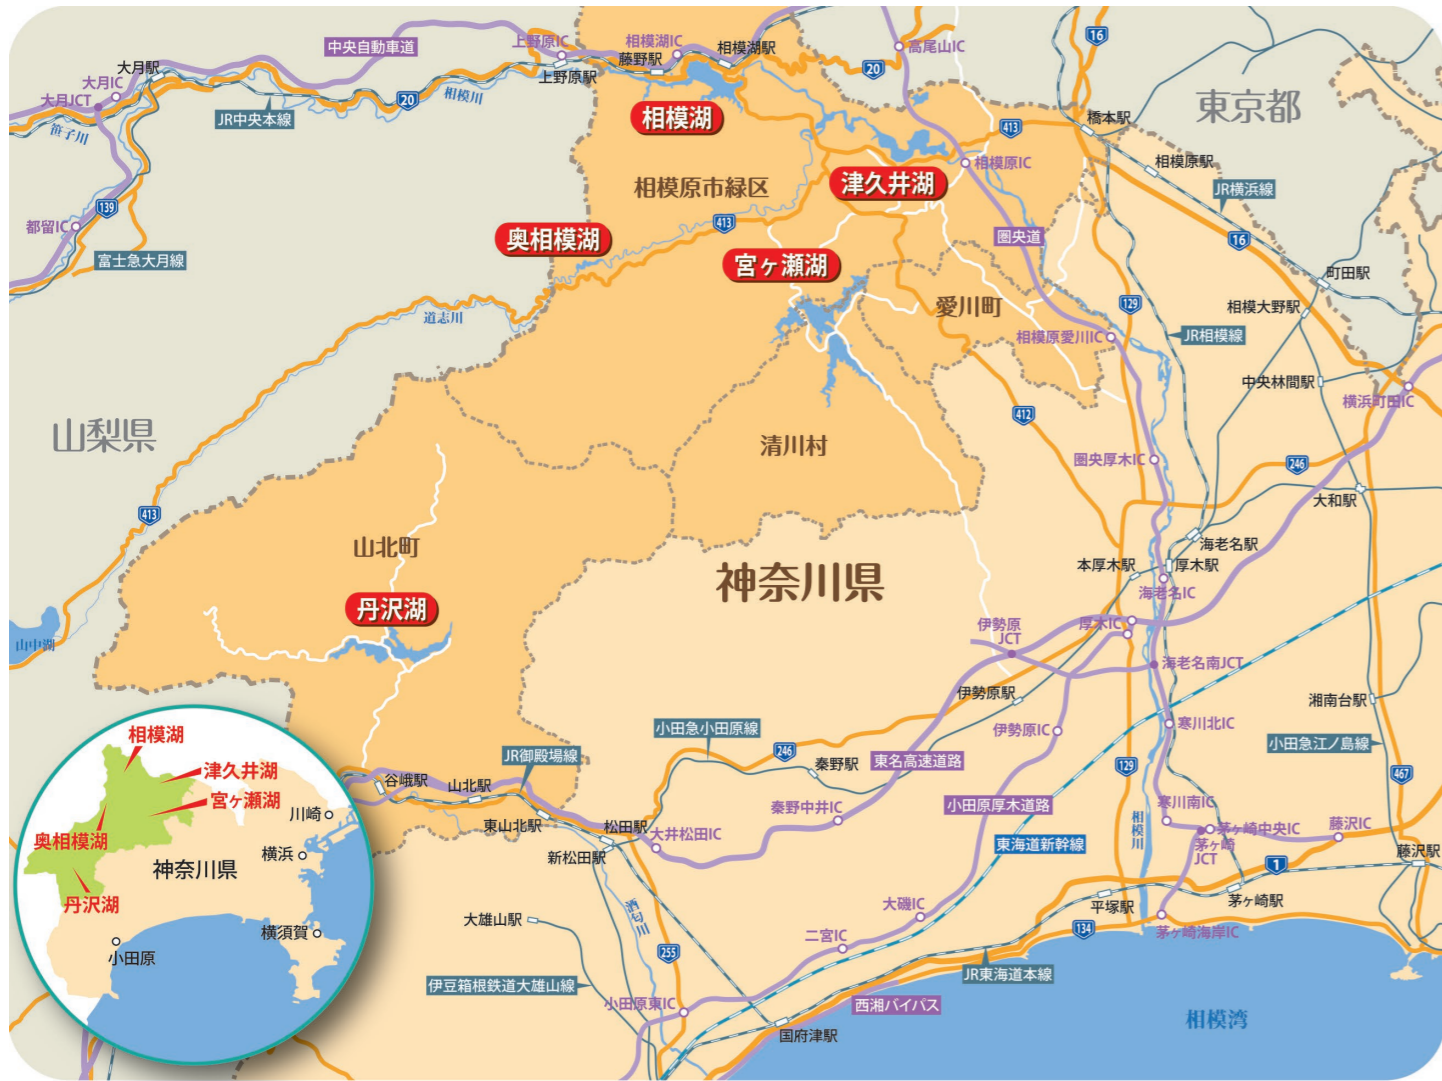 中央自動車道
上野原IC
相模湖IC
藤野駅
相模湖駅
高尾山IC
16
大月駅
大月IC
大月JCT
上野原駅
20
20
相模川
JR中央本線
笹子川
相模湖
413
橋本駅
東京都
相模原駅
相模原IC
JR横浜線
津久井湖
相模原市緑区
139
都留IC
富士急大月線
奥相模湖
413
圏央道
16
宮ヶ瀬湖
町田駅
愛川町
129
相模大野駅
道志川
相模原愛川IC
JR相模線
中央林間駅
横浜町田IC
山梨県
412
清川村
圏央厚木IC
246
大和駅
413
山北町
海老名駅
神奈川県
本厚木駅
厚木駅
海老名IC
丹沢湖
山中湖
伊勢原
JCT
厚木IC
海老名南JCT
伊勢原駅
湘南台駅
小田急小田原線
伊勢原IC
寒川北IC
小田急江ノ島線
246
東名高速道路
JR御殿場線
秦野駅
129
467
谷峨駅
山北駅
秦野中井IC
小田原厚木道路
寒川南IC
相模川
東山北駅
松田駅
大井松田IC
茅ヶ崎中央IC
茅ヶ崎
JCT
藤沢IC
新松田駅
東海道新幹線
1
藤沢駅
大雄山駅
酒匂川
大磯IC
平塚駅
茅ヶ崎駅
二宮IC
134
茅ヶ崎海岸IC
255
伊豆箱根鉄道大雄山線
JR東海道本線
小田原東IC
西湘バイパス
国府津駅
相模湾
相模湖
津久井湖
宮ヶ瀬湖
川崎
奥相模湖
横浜
神奈川県
丹沢湖
横須賀
小田原